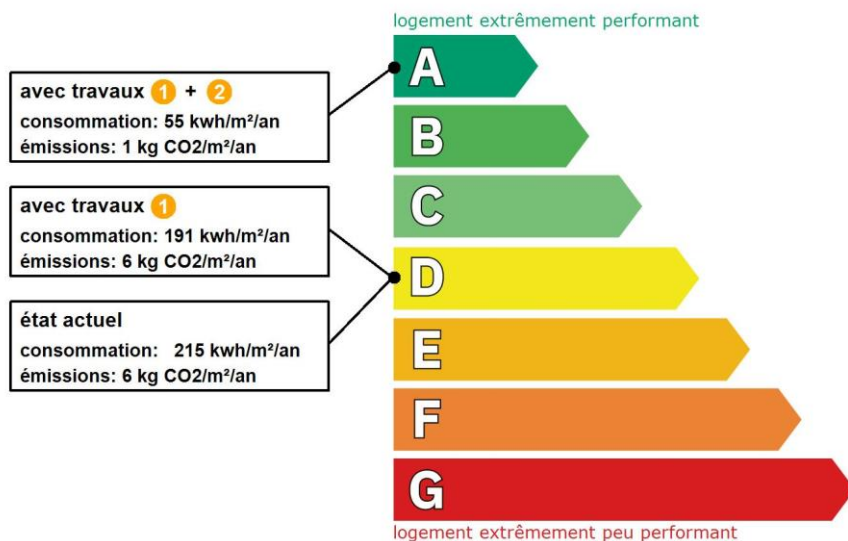 logement extrêmement performant
avec travaux 1 + 2
consommation: 55 kwh/m²/an
émissions: 1 kg CO2/m²/an
avec travaux 1
consommation: 191 kwh/m²/an
émissions: 6 kg CO2/m²/an
état actuel
consommation: 215 kwh/m²/an
émissions: 6 kg CO2/m²/an
A
B
C
D
E
F
G
logement extrêmement peu performant